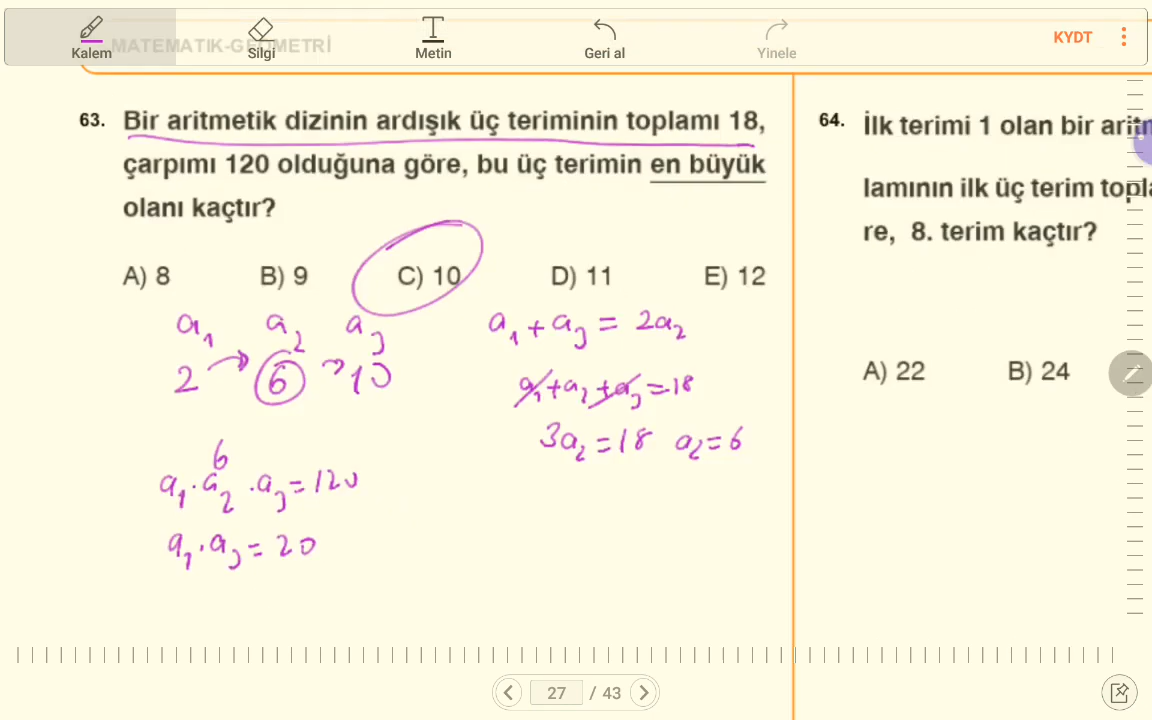 Kalem
Silgi
Metin
Geri al
Yinele
MATEMATİK-GEOMETRİ
KYDT
63. Bir aritmetik dizinin ardışık üç teriminin toplamı 18,
çarpımı 120 olduğuna göre, bu üç terimin en büyük
olanı kaçtır?
A) 8 B) 9 C) 10 D) 11 E) 12
a₁ a₂ a₃
2 → 6 → 10
a₁ · a₂ · a₃ = 120
6
a₁ · a₃ = 20
a₁ + a₃ = 2a₂
a₁ + a₂ + a₃ = 18
3a₂ = 18 a₂ = 6
64. İlk terimi 1 olan bir
lamının ilk üç terim
re, 8. terim kaçtır?
A) 22 B) 24
27 / 43